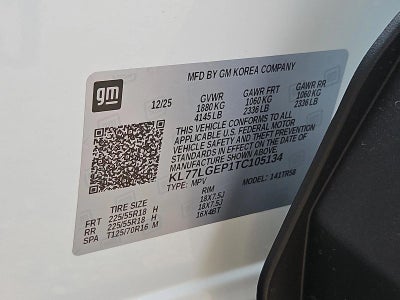 gm
MFD BY GM KOREA COMPANY
12/25 GVWR GAWR FRT GAWR RR
1880 KG 1060 KG 1060 KG
4145 LB 2336 LB 2336 LB
THIS VEHICLE CONFORMS TO ALL
APPLICABLE U.S. FEDERAL MOTOR
VEHICLE SAFETY AND THEFT PREVENTION
STANDARDS IN EFFECT ON THE DATE OF
MANUFACTURE SHOWN ABOVE.
KL77LGEP1TC105134
TYPE: MPV MODEL: 1TR58
TIRE SIZE RIM
FRT 225/55R18 H 18X7.5J
RR 225/55R18 H 18X7.5J
SPA T125/70R16 M 16X4BT